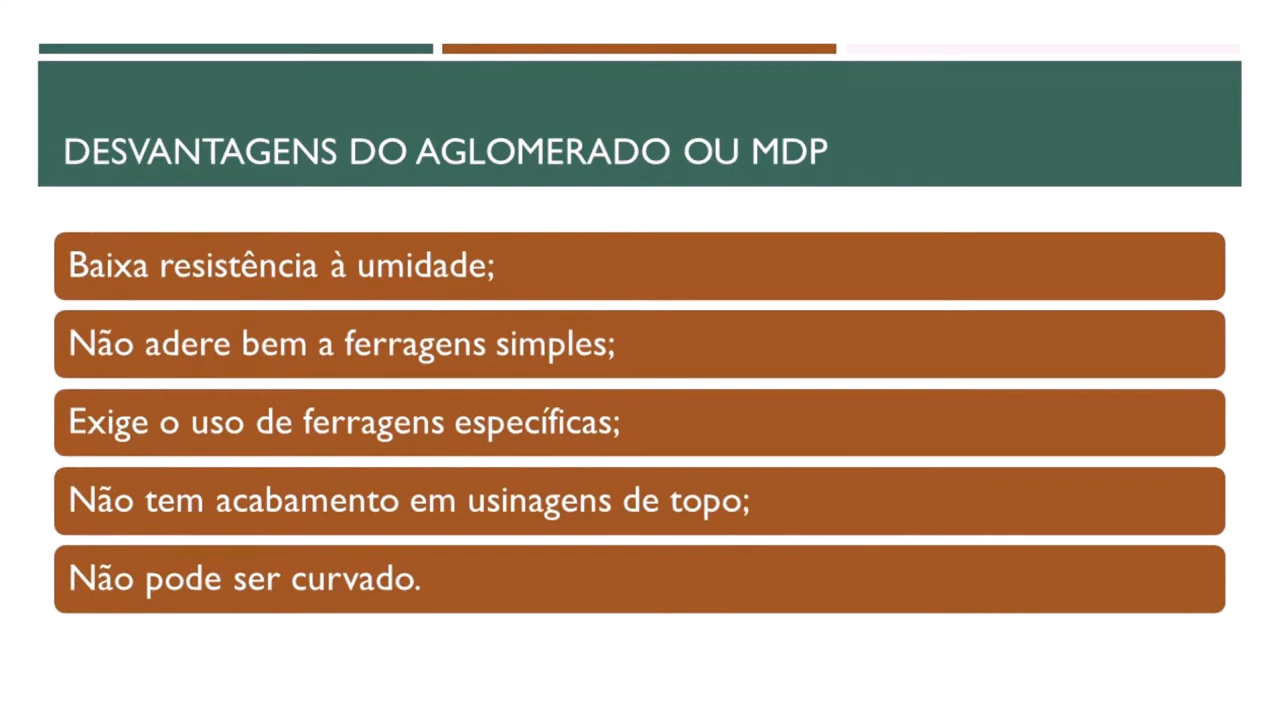 DESVANTAGENS DO AGLOMERADO OU MDP
Baixa resistência à umidade;
Não adere bem a ferragens simples;
Exige o uso de ferragens específicas;
Não tem acabamento em usinagens de topo;
Não pode ser curvado.